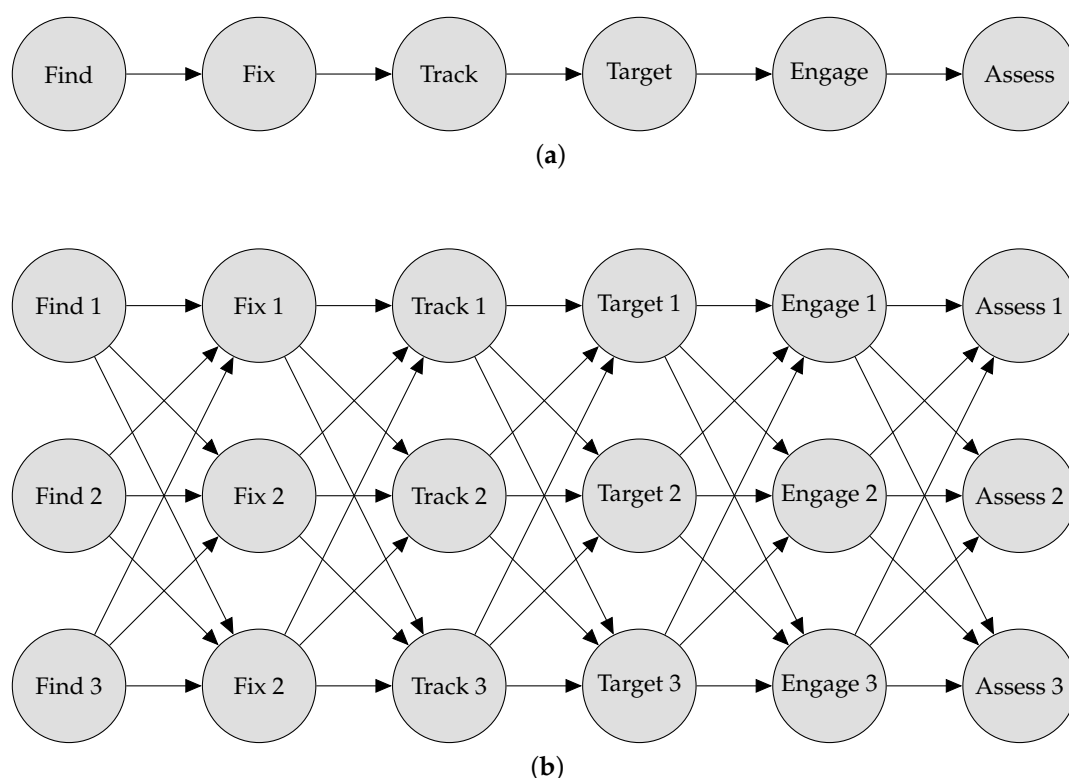 Find Fix Track Target Engage Assess
(a)
Find 1 Fix 1 Track 1 Target 1 Engage 1 Assess 1
Find 2 Fix 2 Track 2 Target 2 Engage 2 Assess 2
Find 3 Fix 2 Track 3 Target 3 Engage 3 Assess 3
(b)